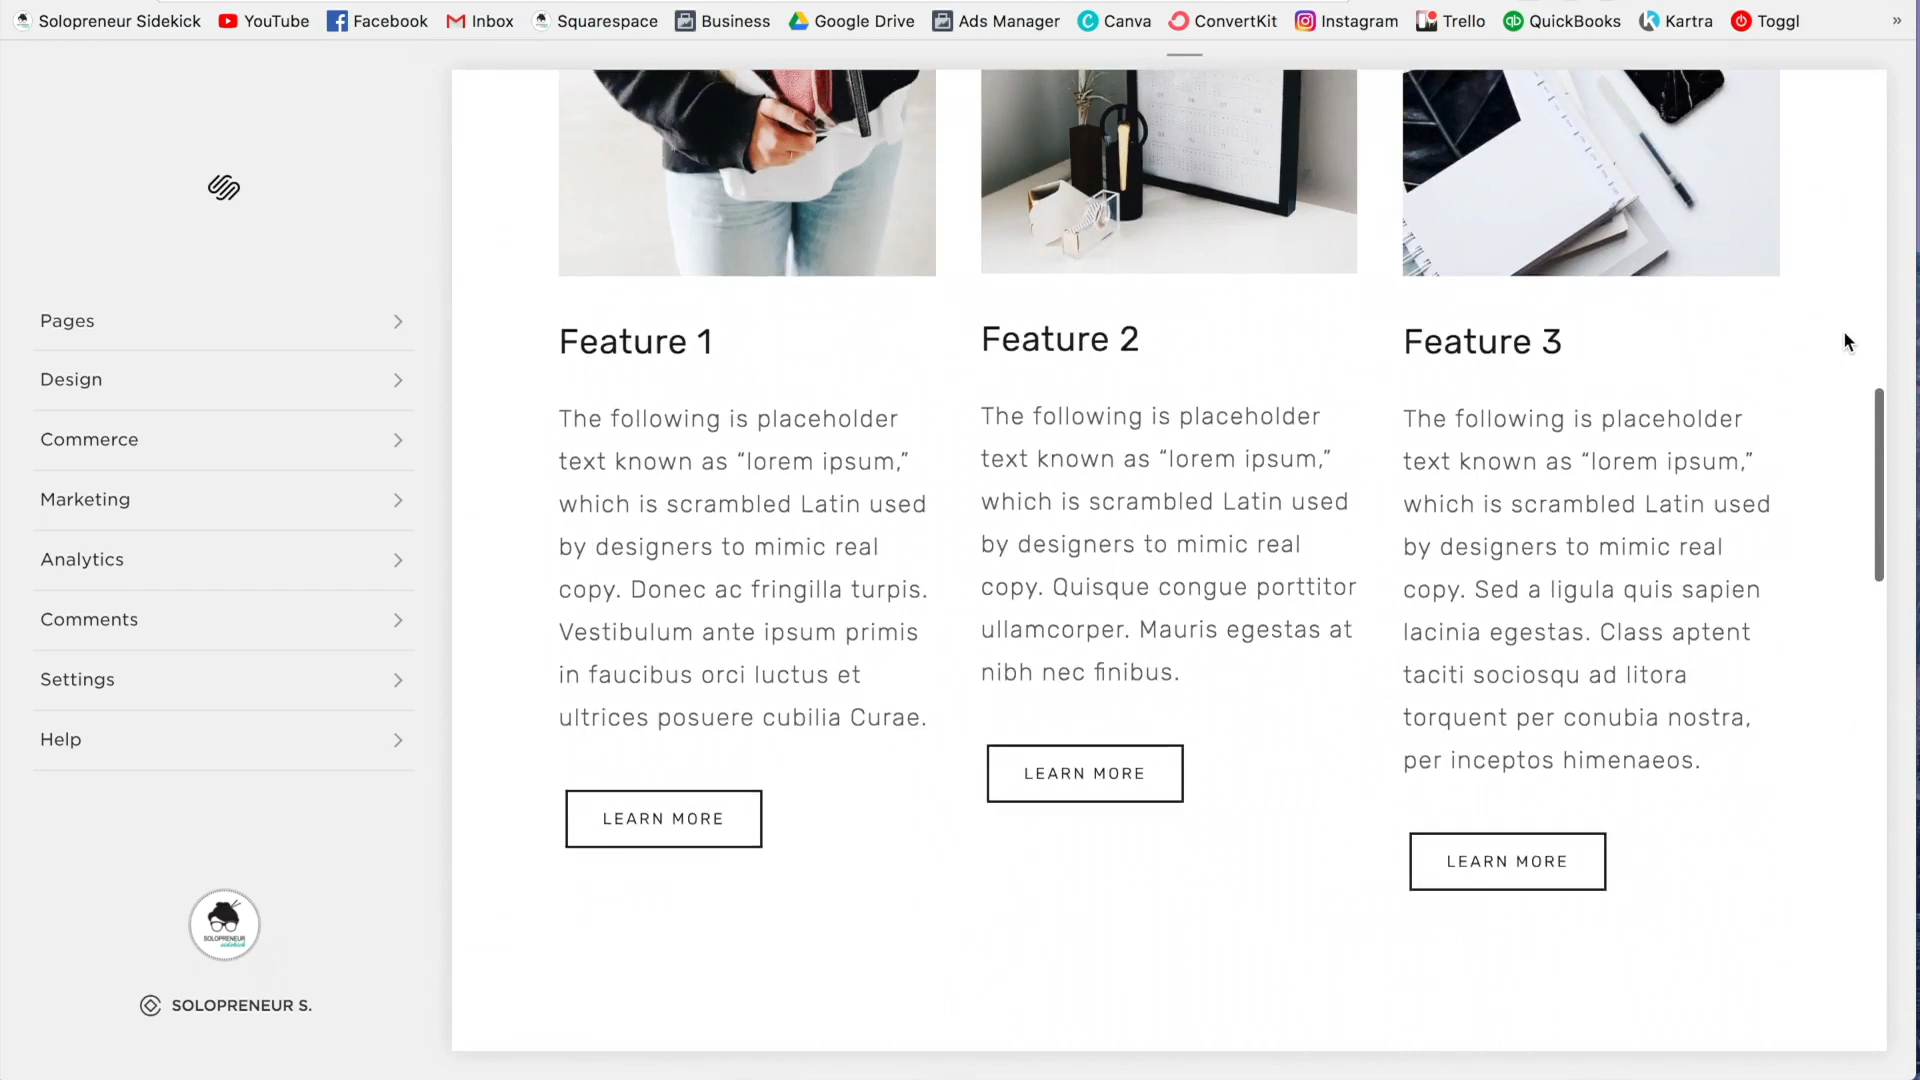 Solopreneur Sidekick YouTube Facebook Inbox Squarespace Business Google Drive Ads Manager Canva ConvertKit Instagram Trello QuickBooks Kartra Toggl »
Pages
Design
Commerce
Marketing
Analytics
Comments
Settings
Help
SOLOPRENEUR
sidekick
SOLOPRENEUR S.
Feature 1
The following is placeholder
text known as “lorem ipsum,”
which is scrambled Latin used
by designers to mimic real
copy. Donec ac fringilla turpis.
Vestibulum ante ipsum primis
in faucibus orci luctus et
ultrices posuere cubilia Curae.
LEARN MORE
Feature 2
The following is placeholder
text known as “lorem ipsum,”
which is scrambled Latin used
by designers to mimic real
copy. Quisque congue porttitor
ullamcorper. Mauris egestas at
nibh nec finibus.
LEARN MORE
Feature 3
The following is placeholder
text known as “lorem ipsum,”
which is scrambled Latin used
by designers to mimic real
copy. Sed a ligula quis sapien
lacinia egestas. Class aptent
taciti sociosqu ad litora
torquent per conubia nostra,
per inceptos himenaeos.
LEARN MORE